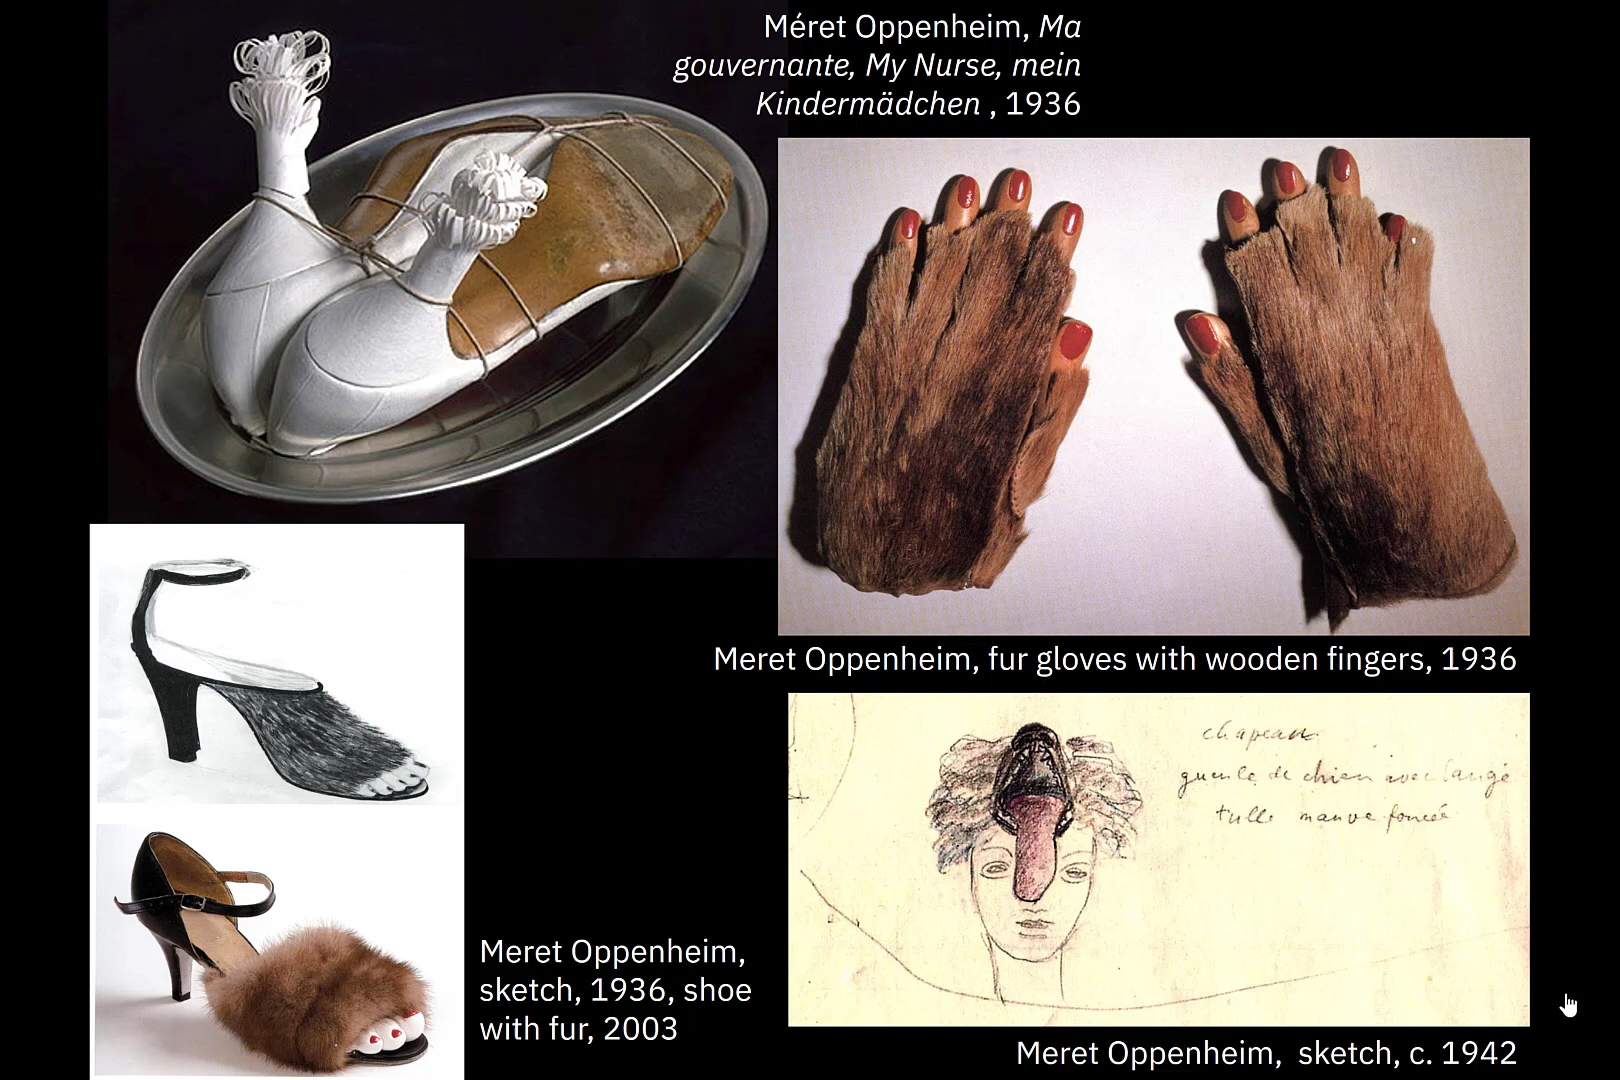 Méret Oppenheim, Ma
gouvernante, My Nurse, mein
Kindermädchen , 1936
Meret Oppenheim, fur gloves with wooden fingers, 1936
chapeau
gueule de chien avec langue
tulle mauve foncée
Meret Oppenheim,
sketch, 1936, shoe
with fur, 2003
Meret Oppenheim, sketch, c. 1942